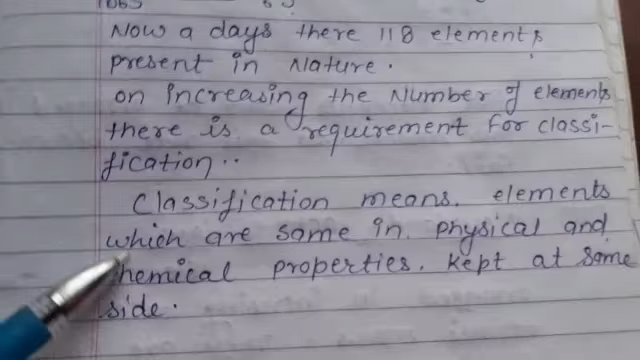 Now a days there 118 elements
present in Nature.
on increasing the Number of elements
there is a requirement for classi-
fication..
Classification means. elements
which are same in. physical and
chemical properties. kept at same
side.